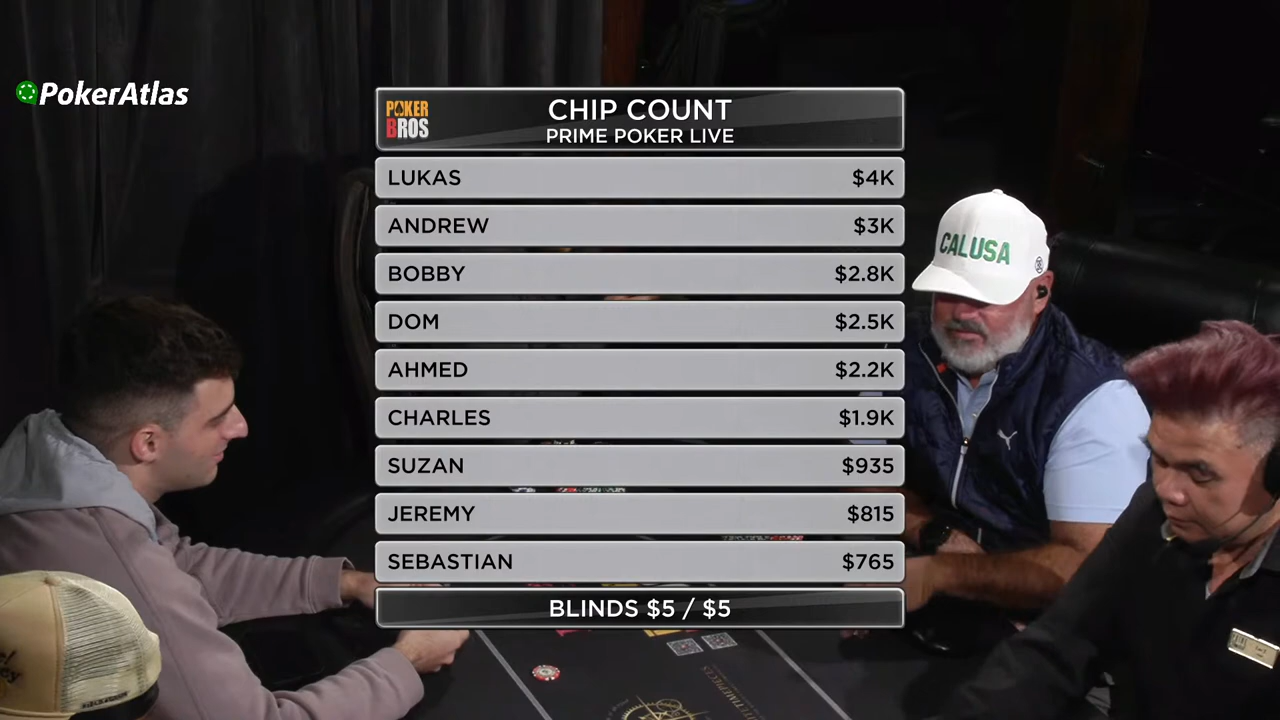 PokerAtlas
POKER
BROS
CHIP COUNT
PRIME POKER LIVE
LUKAS $4K
ANDREW $3K
BOBBY $2.8K
DOM $2.5K
AHMED $2.2K
CHARLES $1.9K
SUZAN $935
JEREMY $815
SEBASTIAN $765
BLINDS $5 / $5
CALUSA